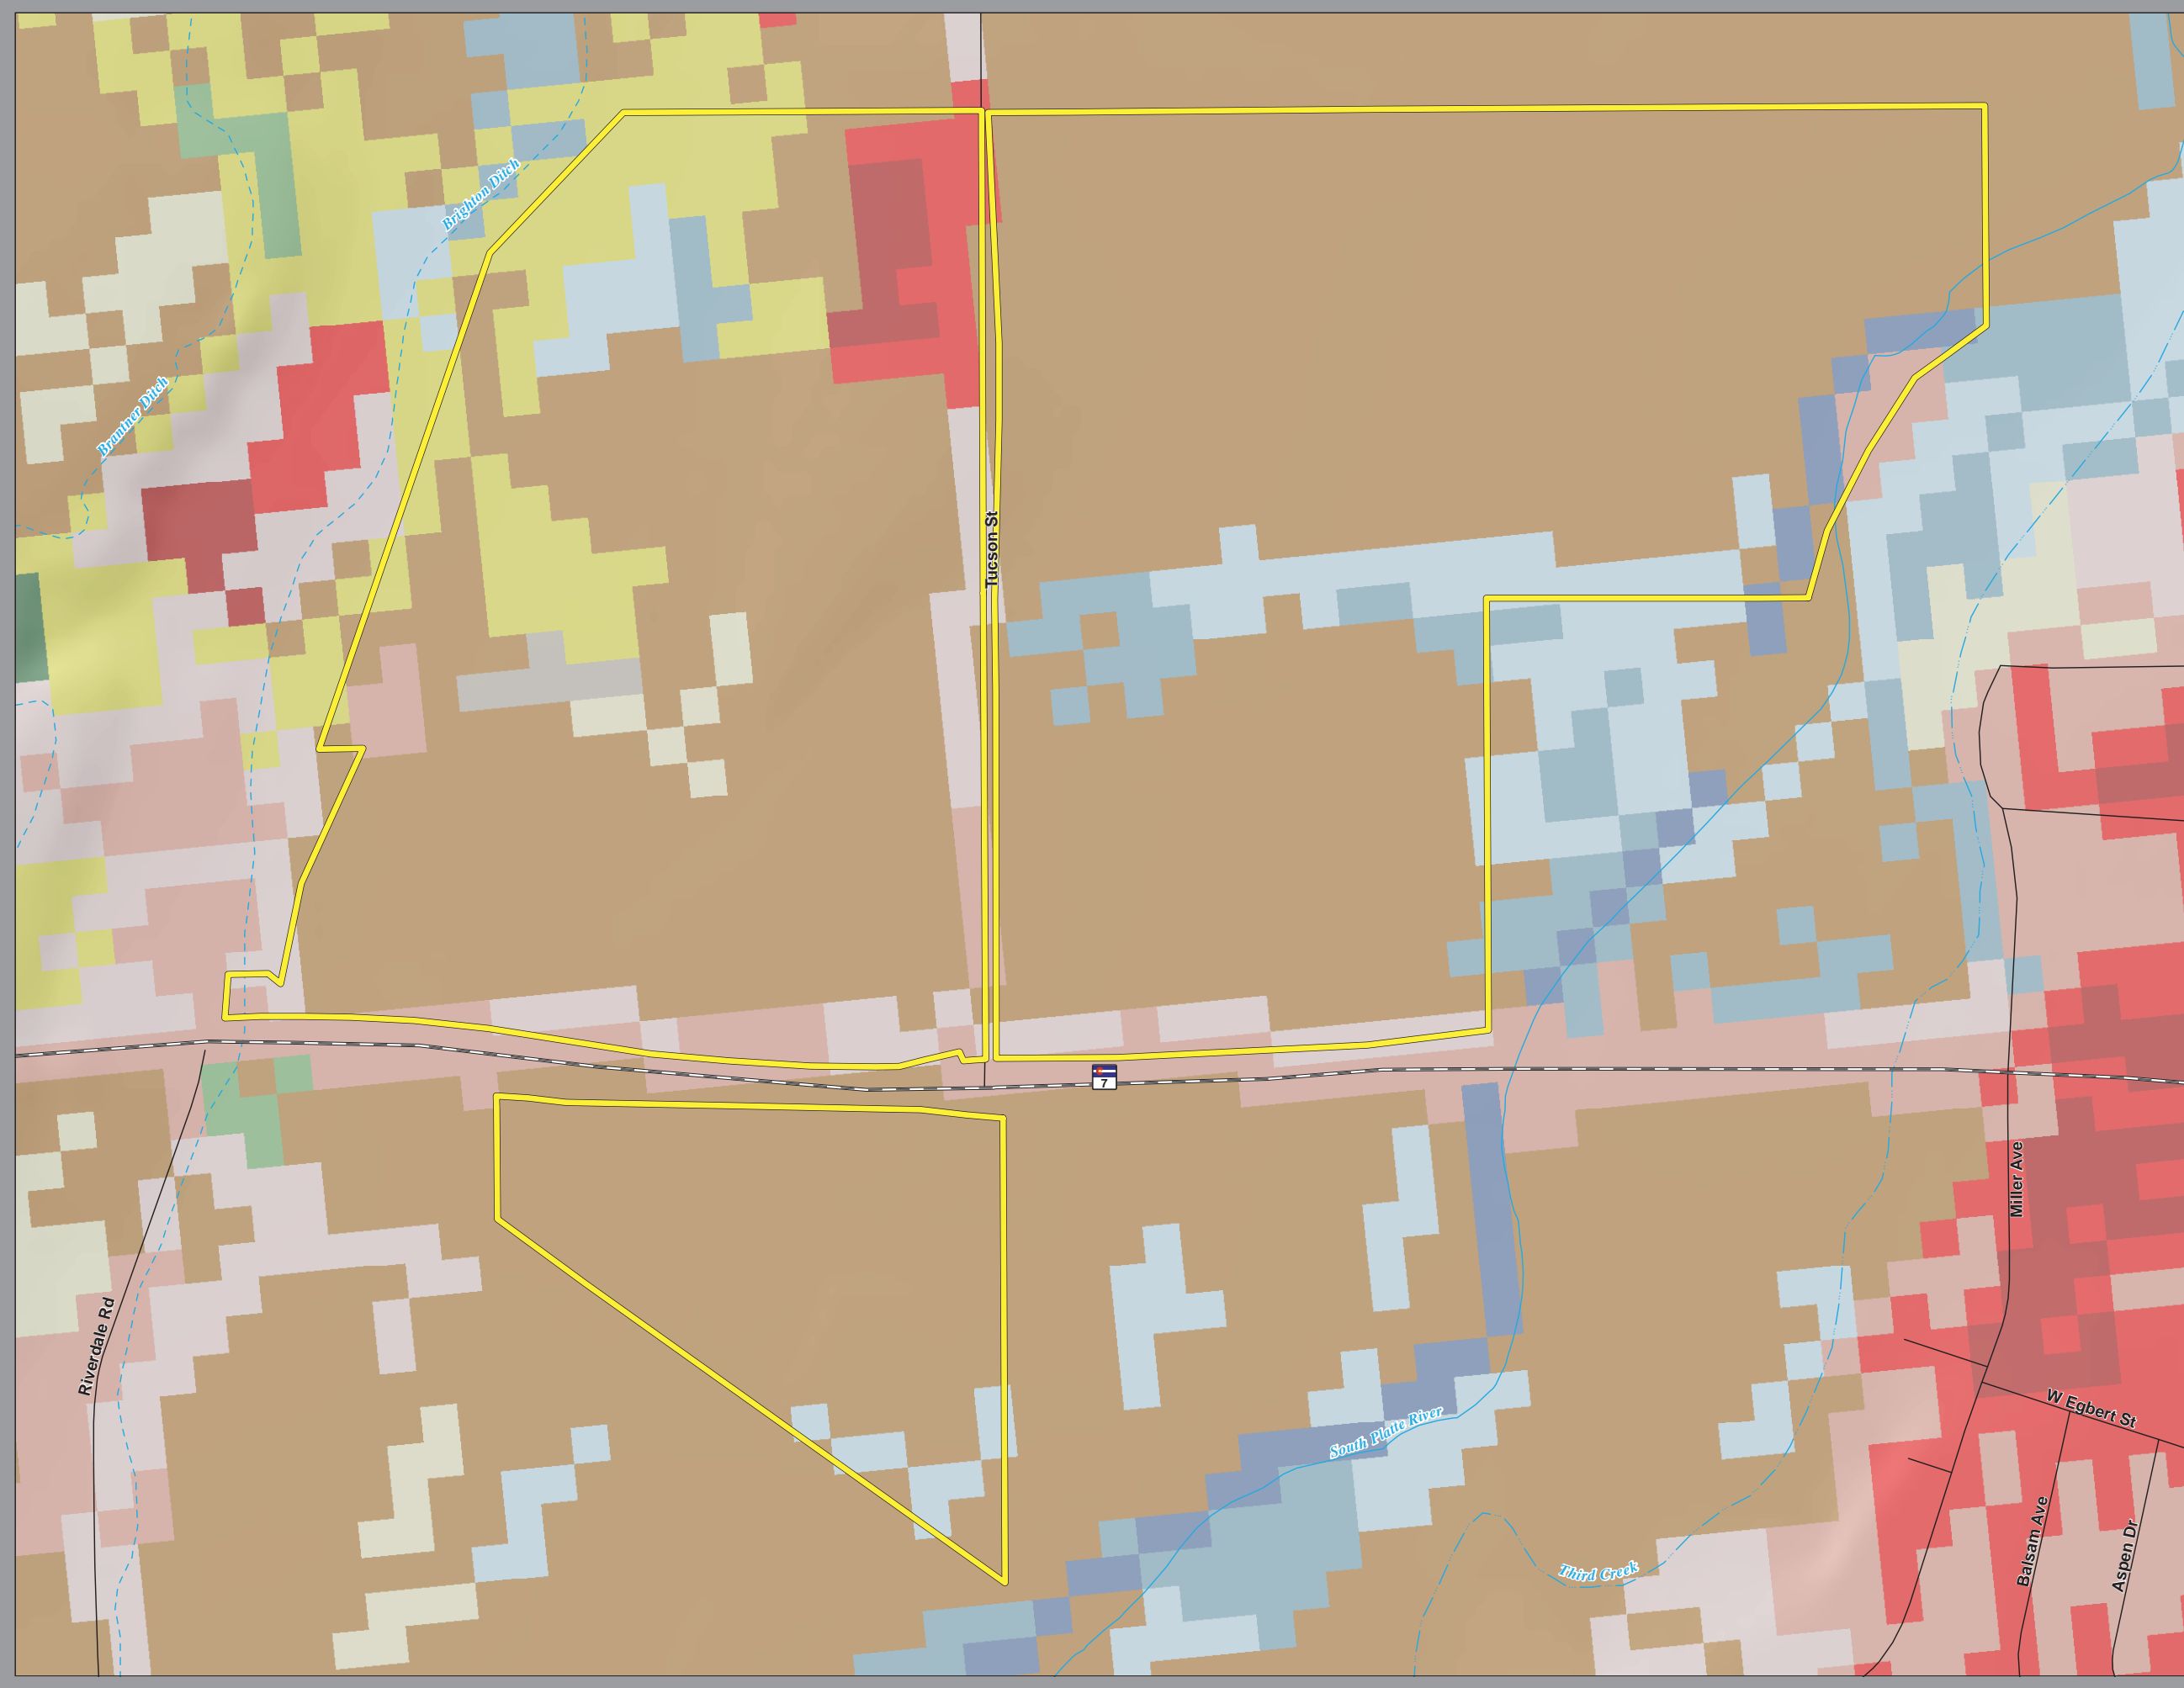 Brighton Ditch
Brantner Ditch
Tucson St
7
Miller Ave
Riverdale Rd
W Egbert St
South Platte River
Balsam Ave
Aspen Dr
Third Creek